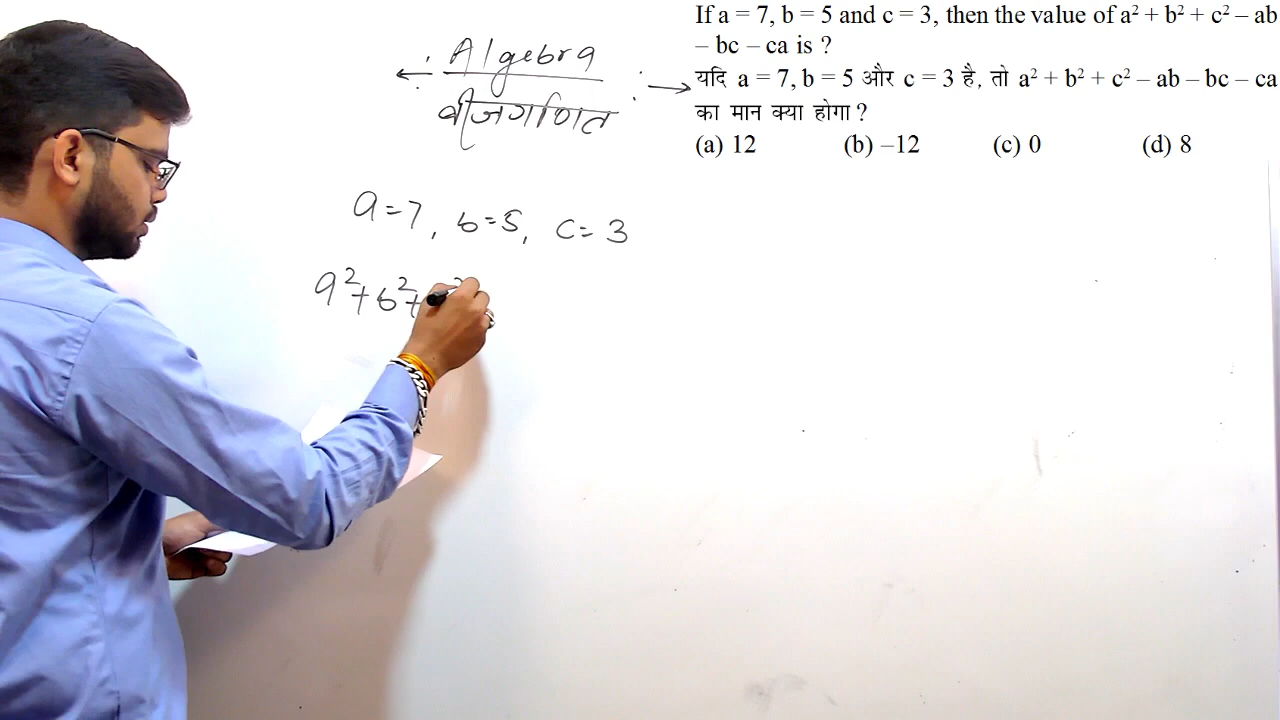 Algebra
बीजगणित
If a = 7, b = 5 and c = 3, then the value of a² + b² + c² – ab
– bc – ca is ?
यदि a = 7, b = 5 और c = 3 है, तो a² + b² + c² – ab – bc – ca
का मान क्या होगा ?
(a) 12 (b) –12 (c) 0 (d) 8
a=7, b=5, c=3
a²+b²+